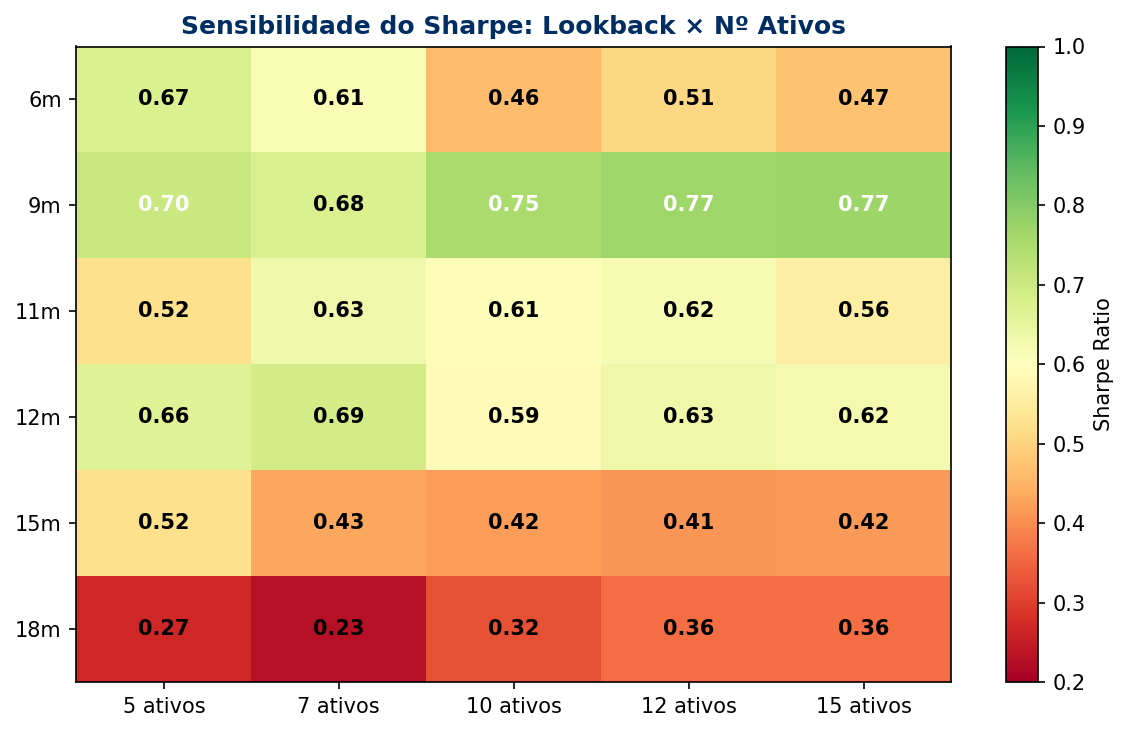 Sensibilidade do Sharpe: Lookback × Nº Ativos
6m 0.67 0.61 0.46 0.51 0.47
9m 0.70 0.68 0.75 0.77 0.77
11m 0.52 0.63 0.61 0.62 0.56
12m 0.66 0.69 0.59 0.63 0.62
15m 0.52 0.43 0.42 0.41 0.42
18m 0.27 0.23 0.32 0.36 0.36
5 ativos 7 ativos 10 ativos 12 ativos 15 ativos
1.0
0.9
0.8
0.7
0.6
0.5
0.4
0.3
0.2
Sharpe Ratio